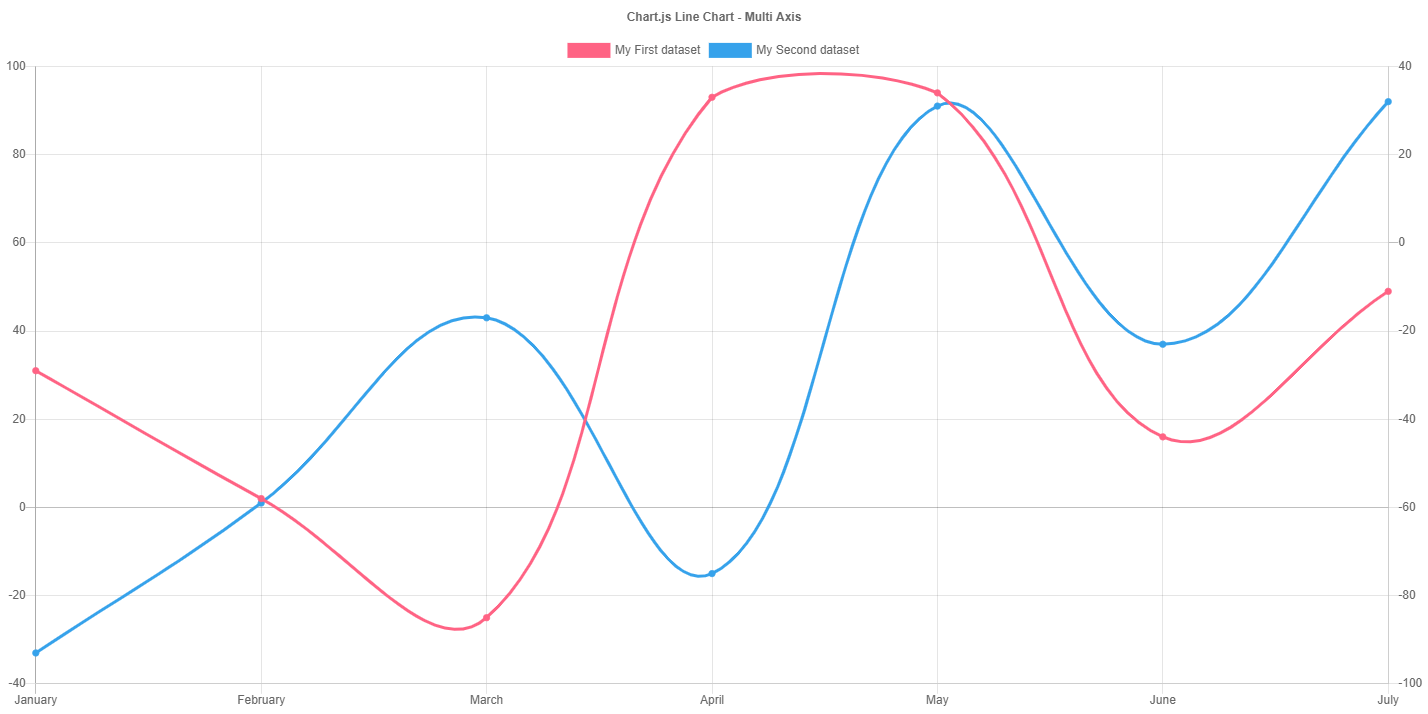 Chart.js Line Chart - Multi Axis
My First dataset My Second dataset
100 40
80 20
60 0
40 -20
20 -40
0 -60
-20 -80
-40 -100
January February March April May June July